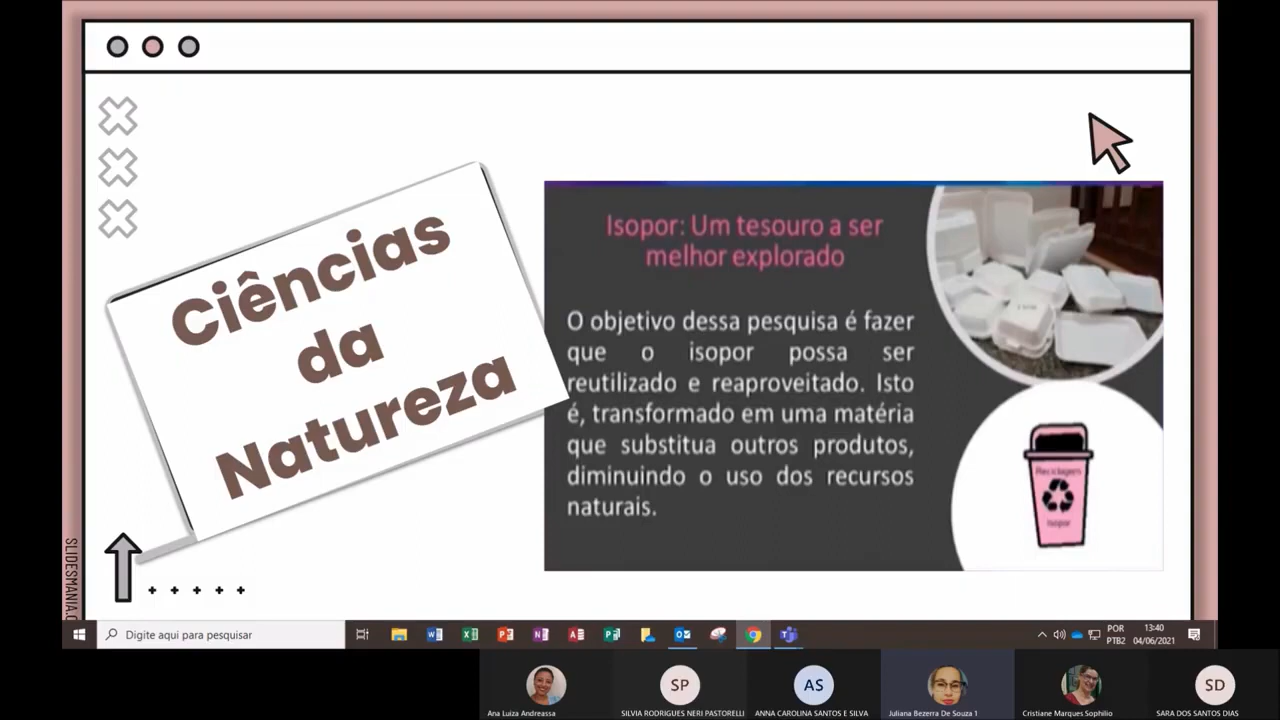 Ciências
da
Natureza
Isopor: Um tesouro a ser
melhor explorado
O objetivo dessa pesquisa é fazer
que o isopor possa ser
reutilizado e reaproveitado. Isto
é, transformado em uma matéria
que substitua outros produtos,
diminuindo o uso dos recursos
naturais.
Reciclagem
Isopor
SLIDESMANIA.C
Digite aqui para pesquisar
POR
PTB2
13:40
04/06/2021
SP
AS
SD
Ana Luiza Andreassa
SILVIA RODRIGUES NERI PASTORELLI
ANNA CAROLINA SANTOS E SILVA
Juliana Bezerra De Souza 1
Cristiane Marques Sophilio
SARA DOS SANTOS DIAS